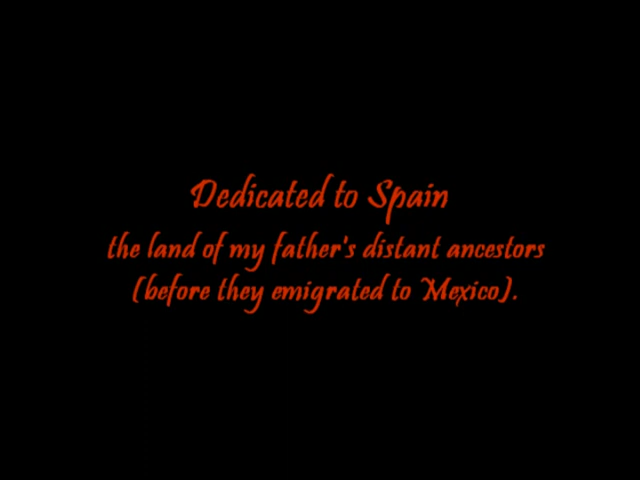 Dedicated to Spain
the land of my father's distant ancestors
(before they emigrated to Mexico).